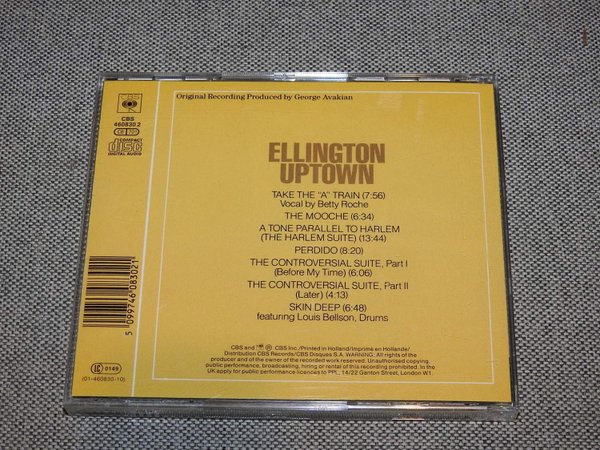 Original Recording Produced by George Avakian
CBS
CBS
460830 2
COMPACT
disc
DIGITAL AUDIO
ELLINGTON
UPTOWN
TAKE THE "A" TRAIN (7:56)
Vocal by Betty Roche
THE MOOCHE (6:34)
A TONE PARALLEL TO HARLEM
(THE HARLEM SUITE) (13:44)
PERDIDO (8:20)
THE CONTROVERSIAL SUITE, Part I
(Before My Time) (6:06)
THE CONTROVERSIAL SUITE, Part II
(Later) (4:13)
SKIN DEEP (6:48)
featuring Louis Bellson, Drums
5 099746 083021
LC 0149
(01-460830-10)
CBS and ℗ CBS Inc./Printed in Holland/Imprimé en Hollande/
Distribution CBS Records/CBS Disques S.A. WARNING: All rights of the
producer and of the owner of the recorded work reserved. Unauthorised copying,
public performance, broadcasting, hiring or rental of this recording prohibited. In the
UK apply for public performance licences to PPL, 14/22 Ganton Street, London W1.